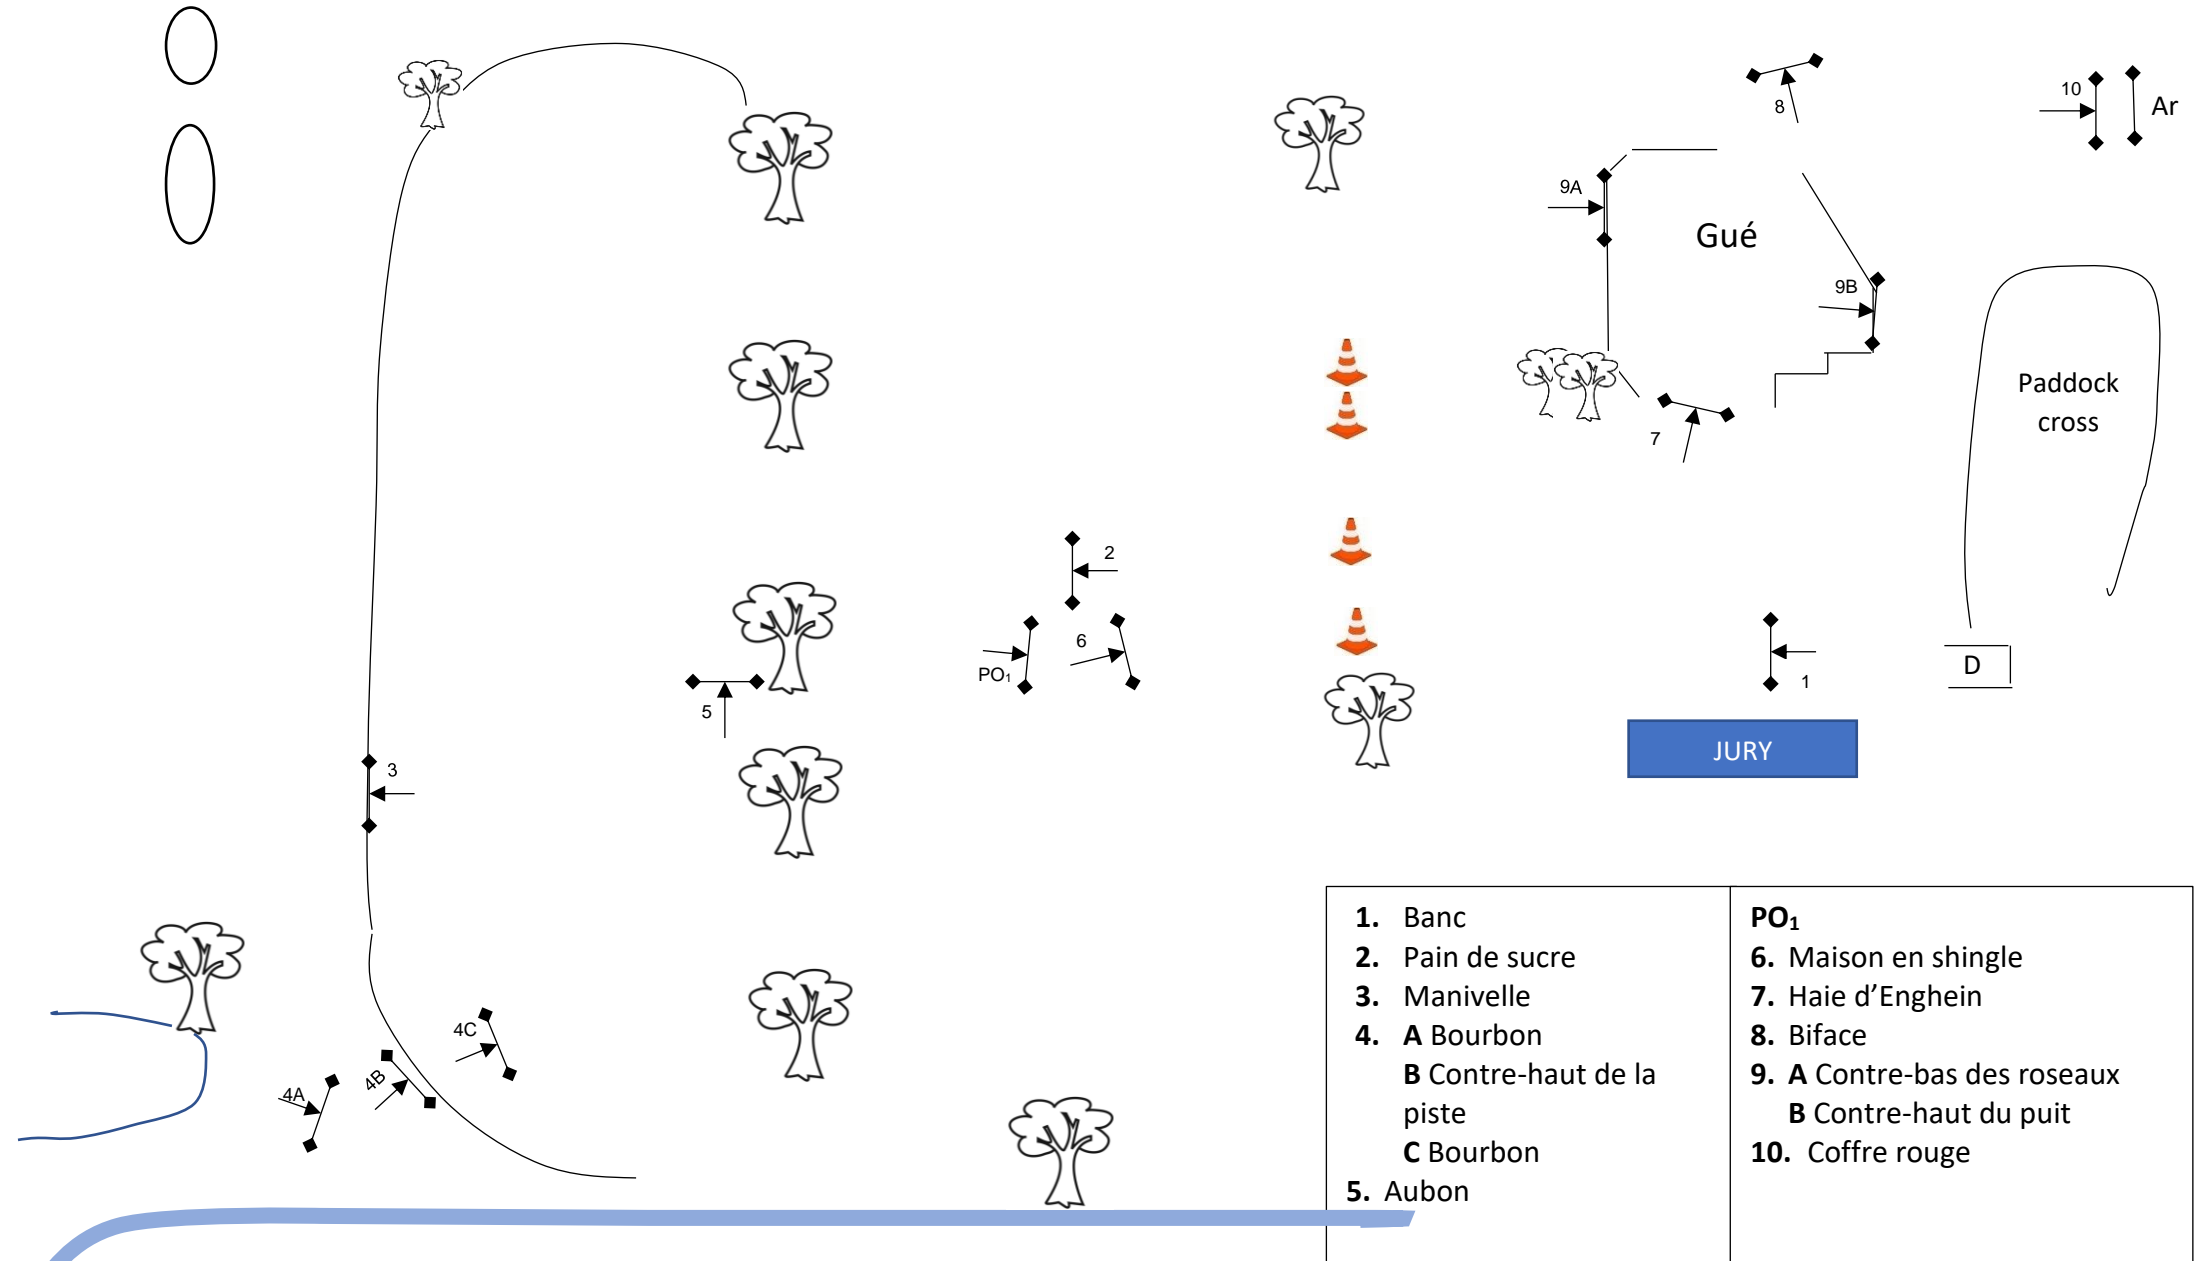 8
10
Ar
9A
Gué
9B
Paddock
cross
7
2
6
PO1
D
1
5
JURY
3
4C
4B
4A
1. Banc
2. Pain de sucre
3. Manivelle
4. A Bourbon
B Contre-haut de la
piste
C Bourbon
5. Aubon
PO1
6. Maison en shingle
7. Haie d’Enghein
8. Biface
9. A Contre-bas des roseaux
B Contre-haut du puit
10. Coffre rouge